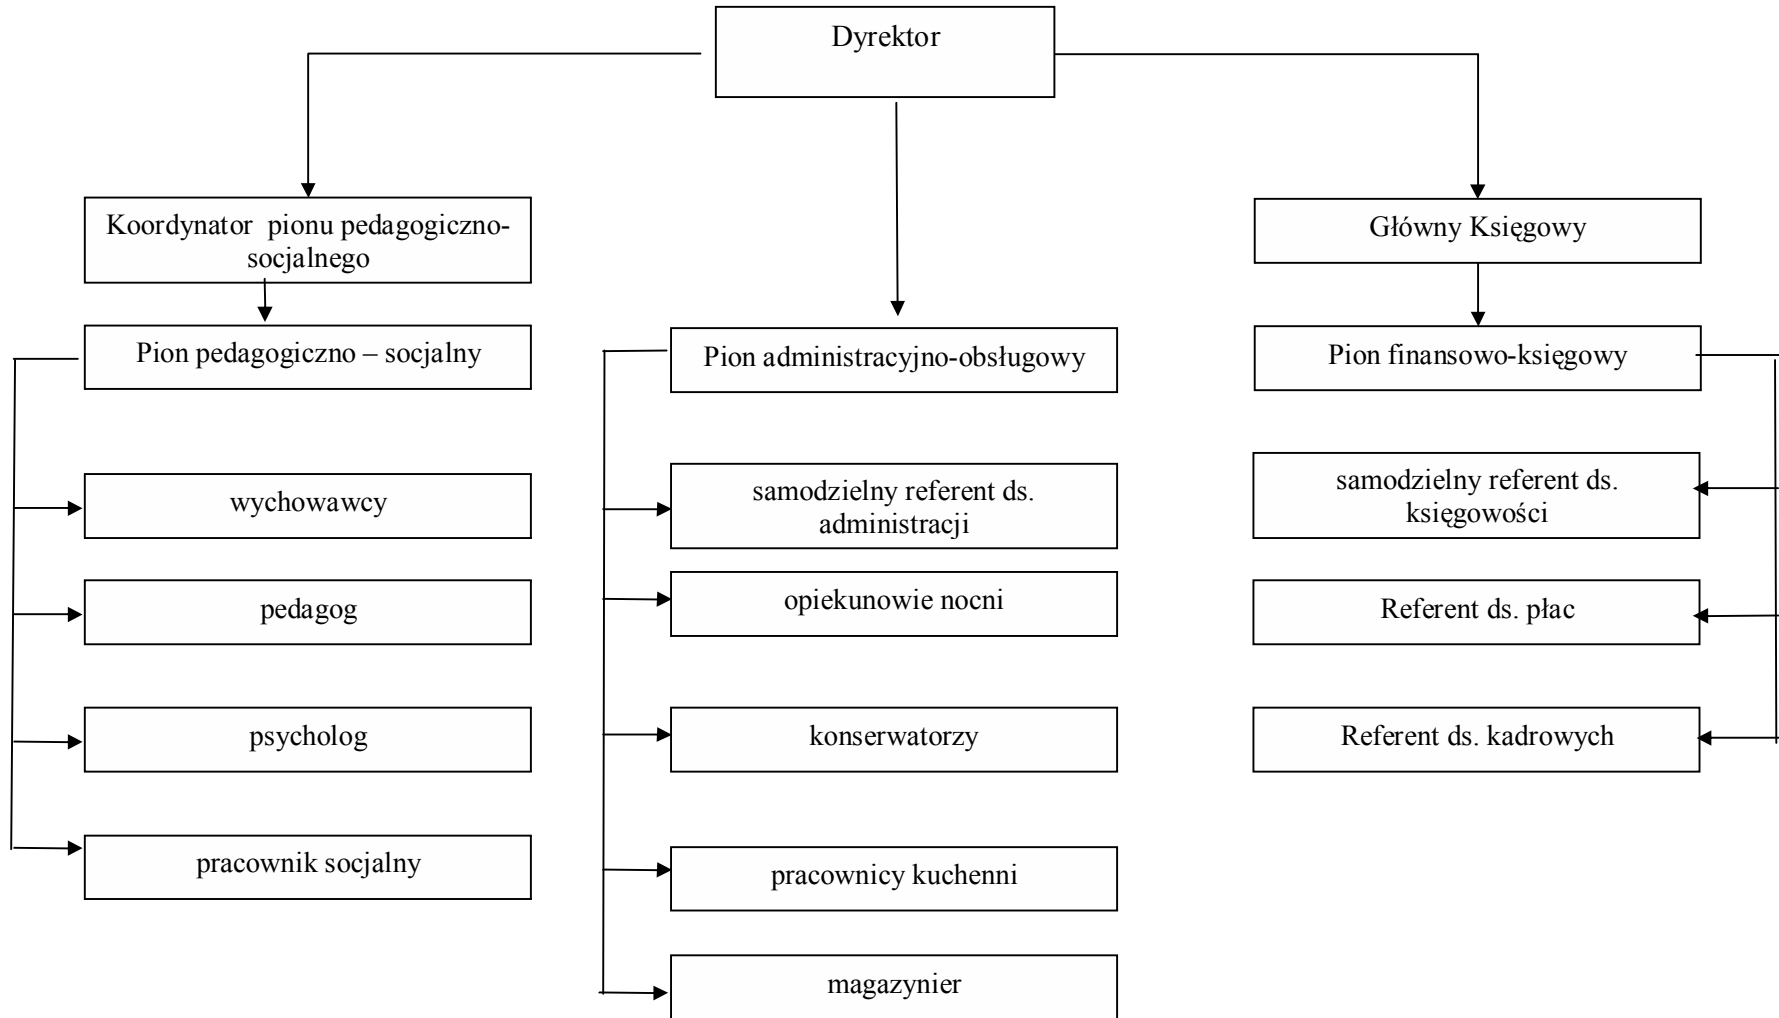 Dyrektor
Koordynator pionu pedagogiczno-
socjalnego
Pion pedagogiczno – socjalny
wychowawcy
pedagog
psycholog
pracownik socjalny
Pion administracyjno-obsługowy
samodzielny referent ds.
administracji
opiekunowie nocni
konserwatorzy
pracownicy kuchenni
magazynier
Główny Księgowy
Pion finansowo-księgowy
samodzielny referent ds.
księgowości
Referent ds. płac
Referent ds. kadrowych